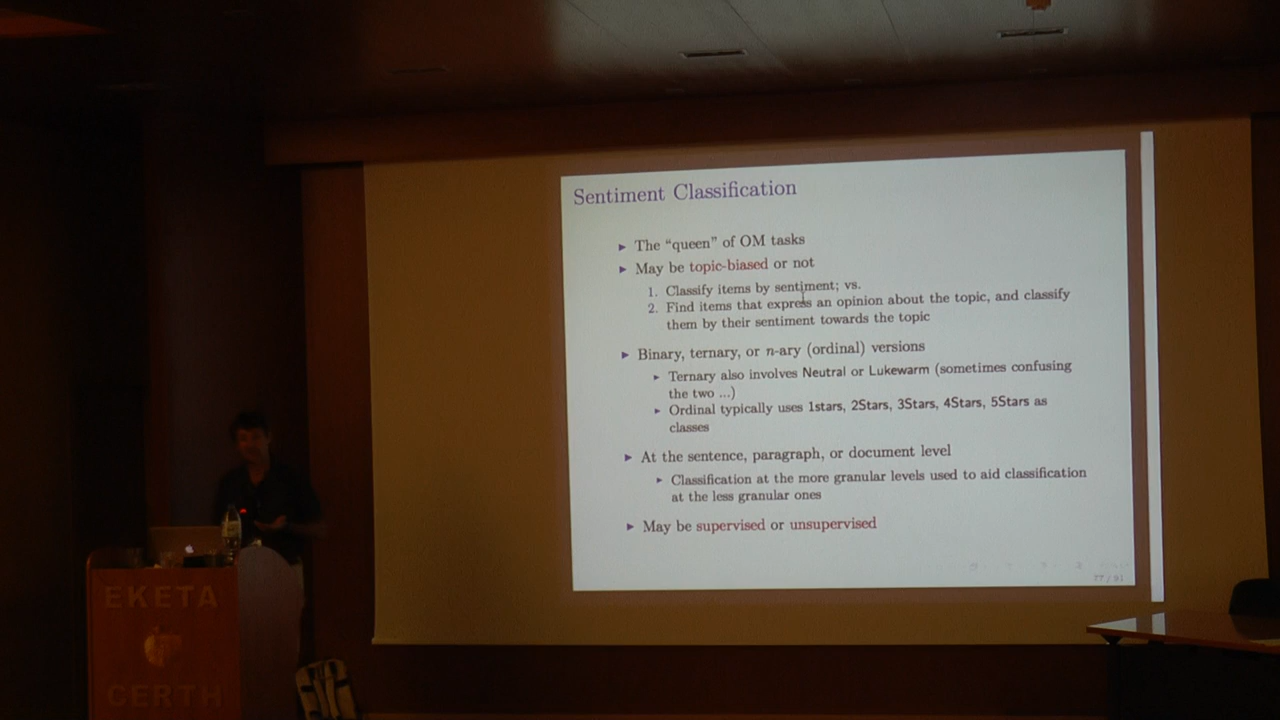 Sentiment Classification
The “queen” of OM tasks
May be topic-biased or not
1. Classify items by sentiment; vs.
2. Find items that express an opinion about the topic, and classify
them by their sentiment towards the topic
Binary, ternary, or n-ary (ordinal) versions
Ternary also involves Neutral or Lukewarm (sometimes confusing
the two ...)
Ordinal typically uses 1stars, 2Stars, 3Stars, 4Stars, 5Stars as
classes
At the sentence, paragraph, or document level
Classification at the more granular levels used to aid classification
at the less granular ones
May be supervised or unsupervised
EKETA
CERTH